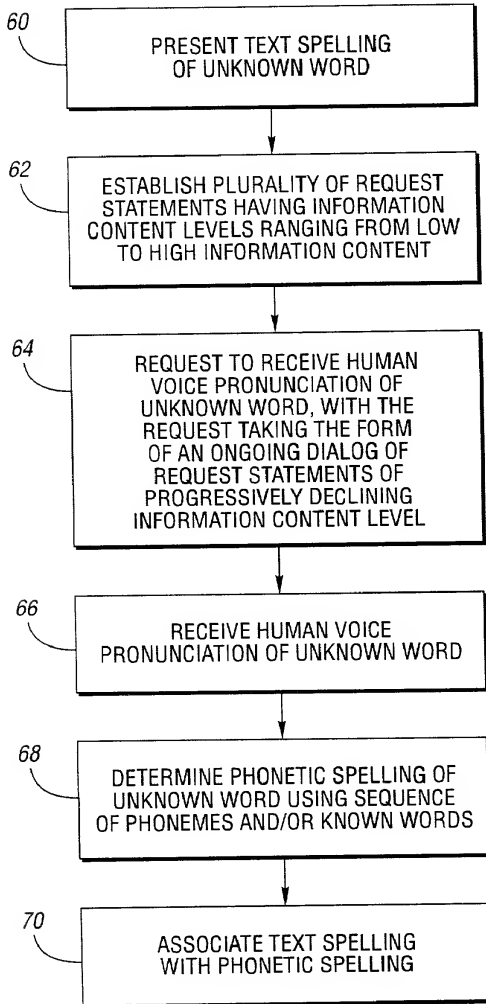 60
PRESENT TEXT SPELLING
OF UNKNOWN WORD
62
ESTABLISH PLURALITY OF REQUEST
STATEMENTS HAVING INFORMATION
CONTENT LEVELS RANGING FROM LOW
TO HIGH INFORMATION CONTENT
64
REQUEST TO RECEIVE HUMAN
VOICE PRONUNCIATION OF
UNKNOWN WORD, WITH THE
REQUEST TAKING THE FORM
OF AN ONGOING DIALOG OF
REQUEST STATEMENTS OF
PROGRESSIVELY DECLINING
INFORMATION CONTENT LEVEL
66
RECEIVE HUMAN VOICE
PRONUNCIATION OF UNKNOWN WORD
68
DETERMINE PHONETIC SPELLING OF
UNKNOWN WORD USING SEQUENCE
OF PHONEMES AND/OR KNOWN WORDS
70
ASSOCIATE TEXT SPELLING
WITH PHONETIC SPELLING